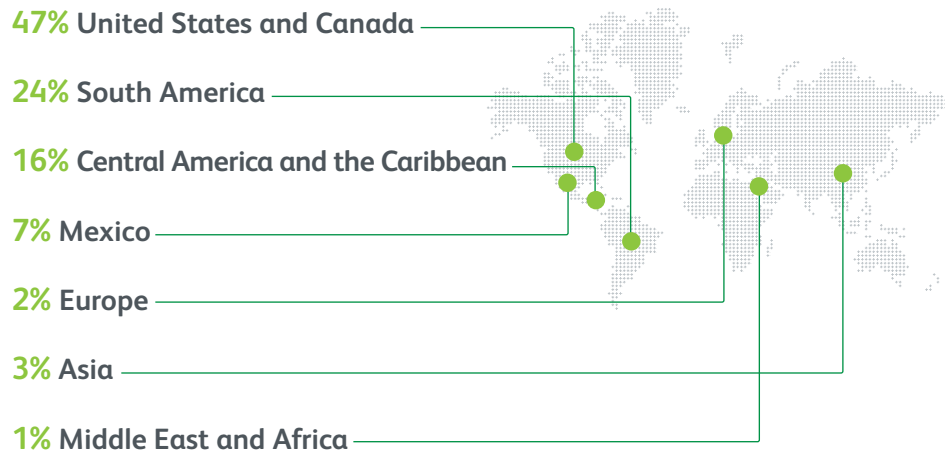 47% United States and Canada
24% South America
16% Central America and the Caribbean
7% Mexico
2% Europe
3% Asia
1% Middle East and Africa